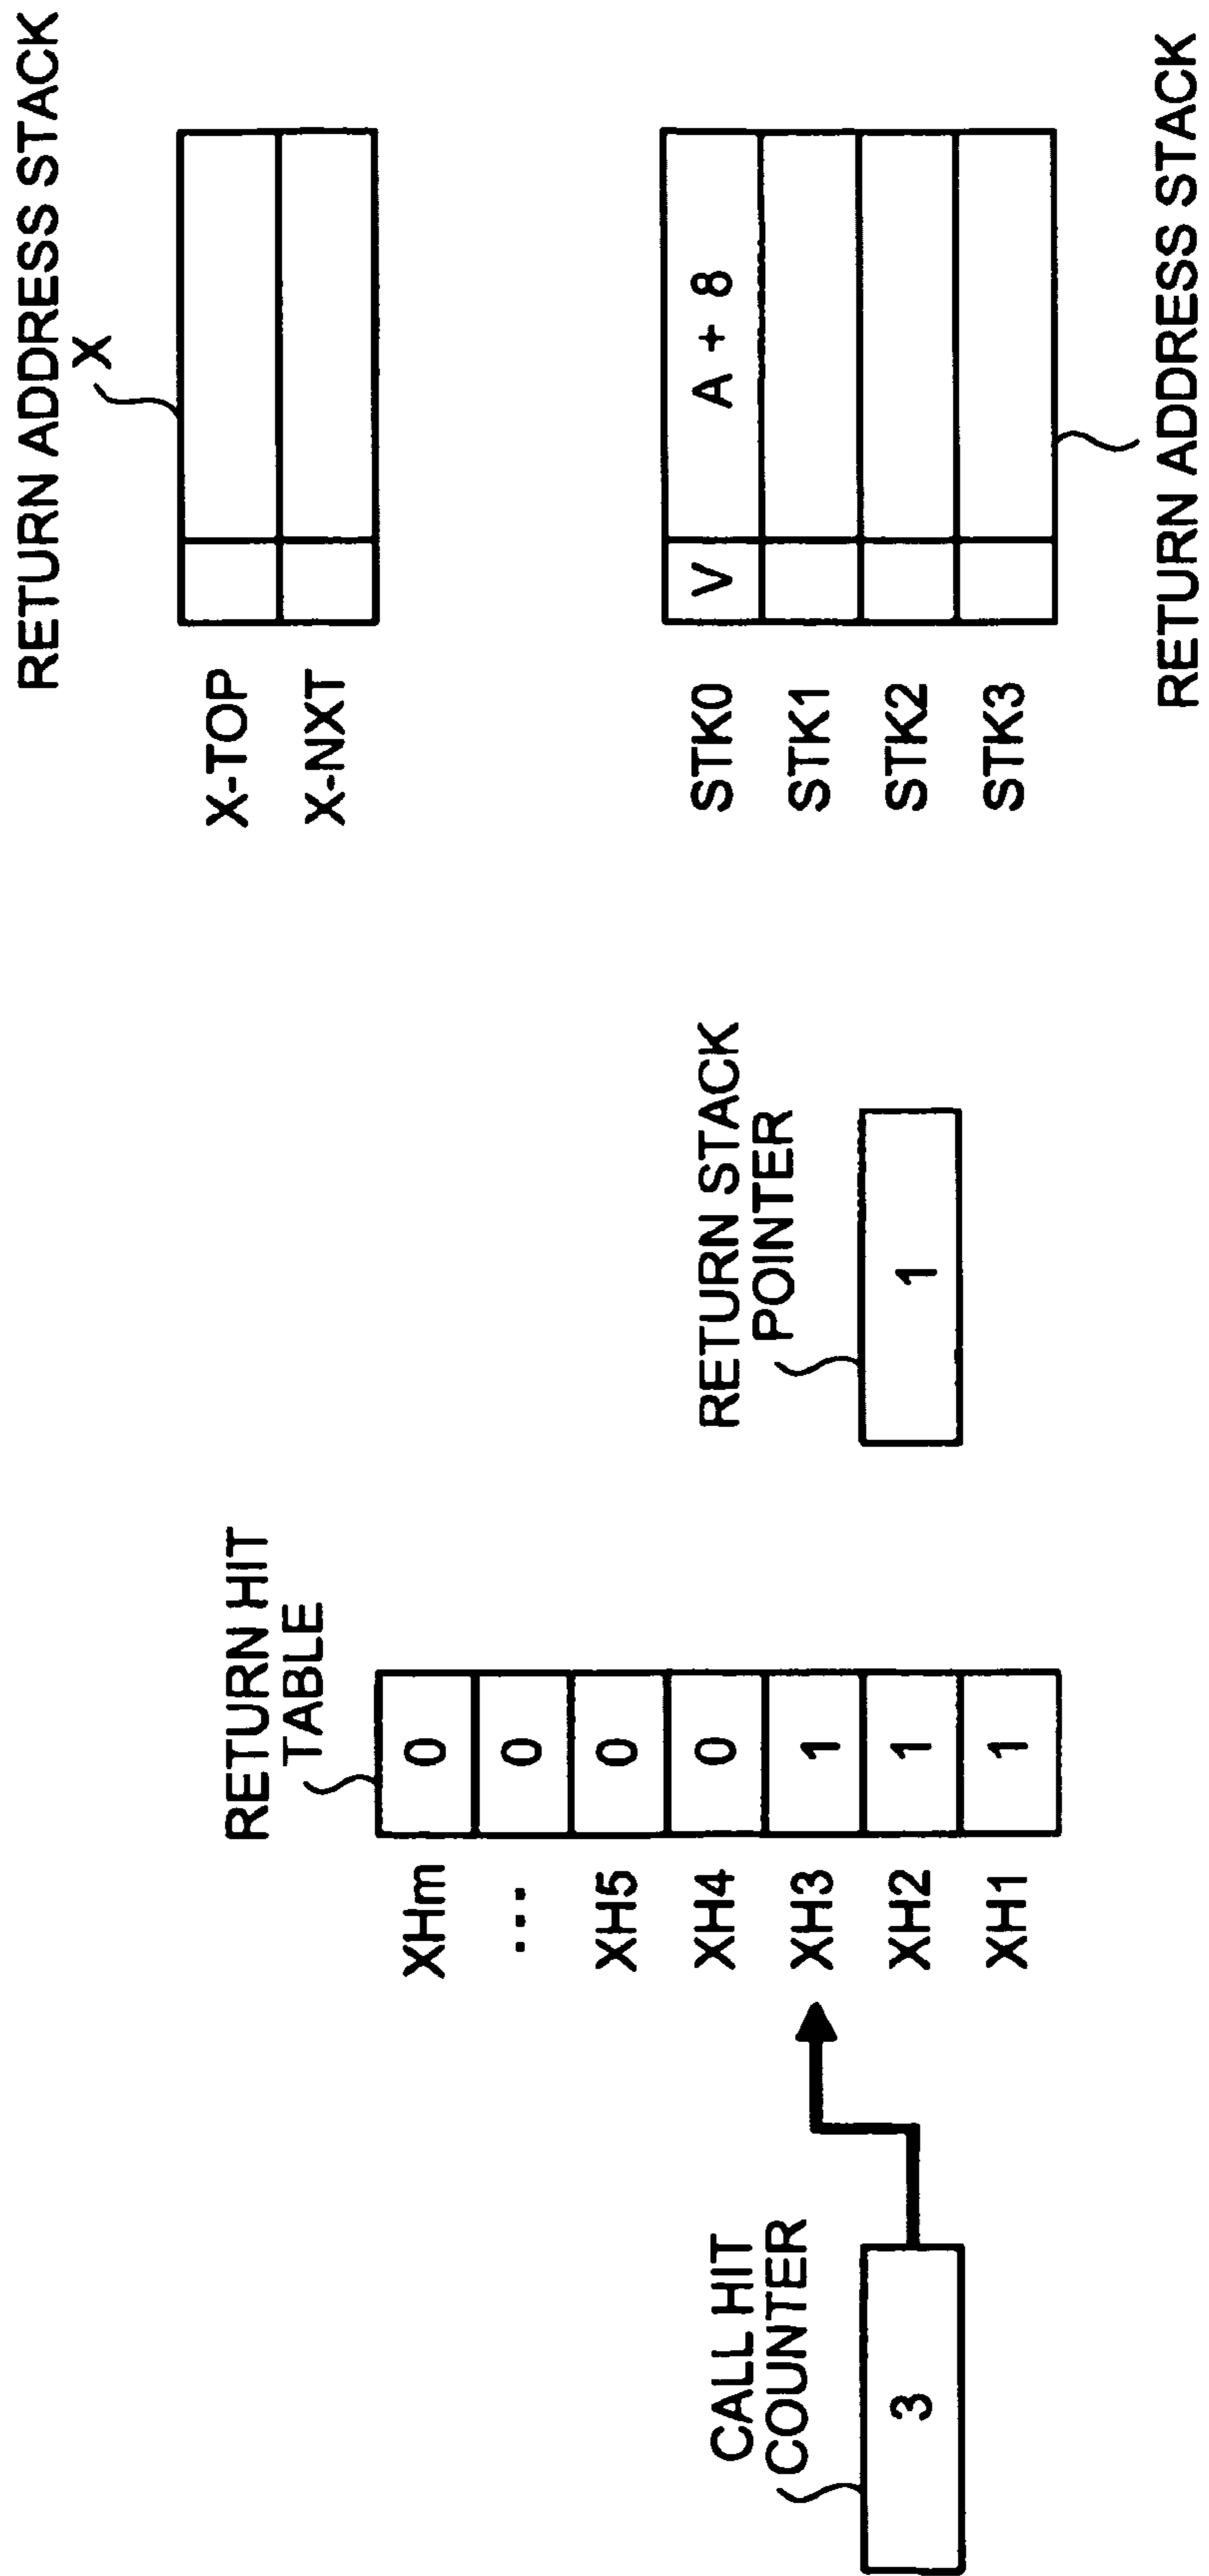 RETURN ADDRESS STACK
X
X-TOP
X-NXT
RETURN HIT
TABLE
XHm 0
... 0
XH5 0
XH4 0
XH3 1
XH2 1
XH1 1
CALL HIT
COUNTER
3
RETURN STACK
POINTER
1
STK0 V A + 8
STK1
STK2
STK3
RETURN ADDRESS STACK